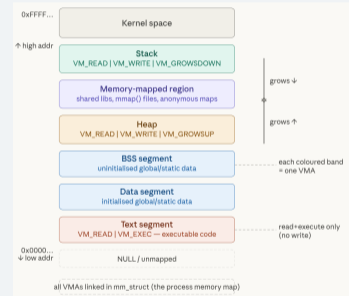 0xFFFF...
Kernel space
↑ high addr
Stack
VM_READ | VM_WRITE | VM_GROWSDOWN
Memory-mapped region
shared libs, mmap() files, anonymous maps
grows ↓
Heap
VM_READ | VM_WRITE | VM_GROWSUP
grows ↑
BSS segment
uninitialised global/static data
each coloured band
= one VMA
Data segment
initialised global/static data
Text segment
VM_READ | VM_EXEC — executable code
read+execute only
(no write)
0x0000...
↓ low addr
NULL / unmapped
all VMAs linked in mm_struct (the process memory map)